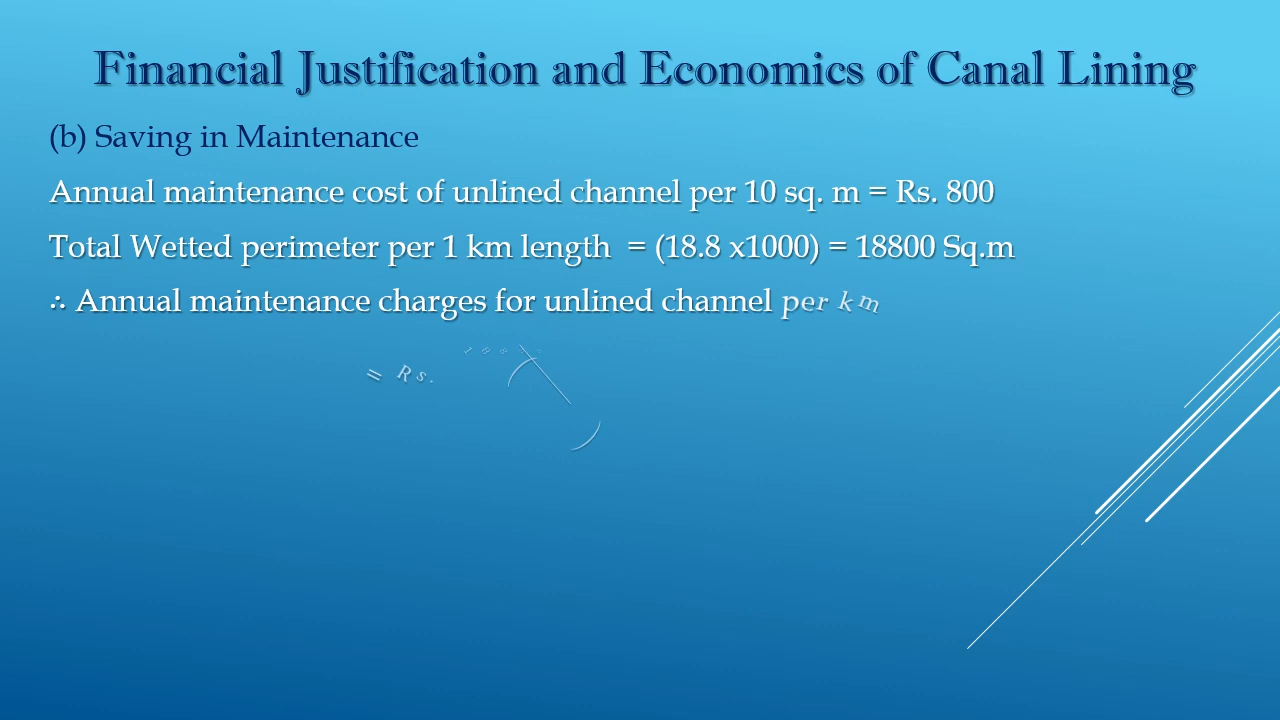 Financial Justification and Economics of Canal Lining
(b) Saving in Maintenance
Annual maintenance cost of unlined channel per 10 sq. m = Rs. 800
Total Wetted perimeter per 1 km length = (18.8 x1000) = 18800 Sq.m
∴ Annual maintenance charges for unlined channel per km
= Rs. (
)